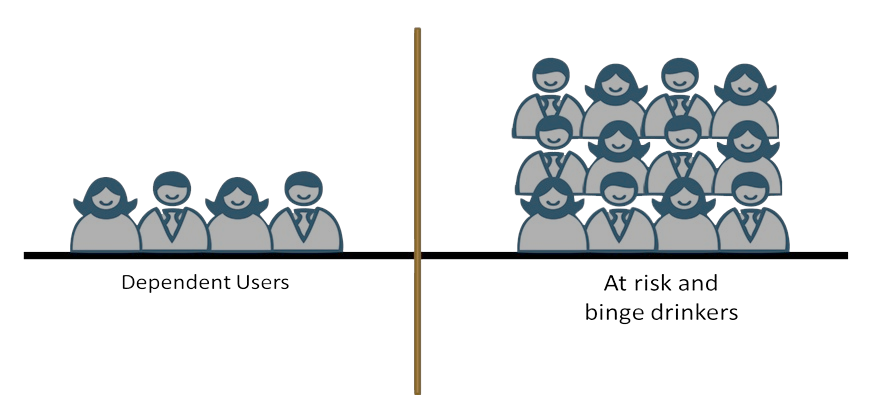 Dependent Users
At risk and
binge drinkers